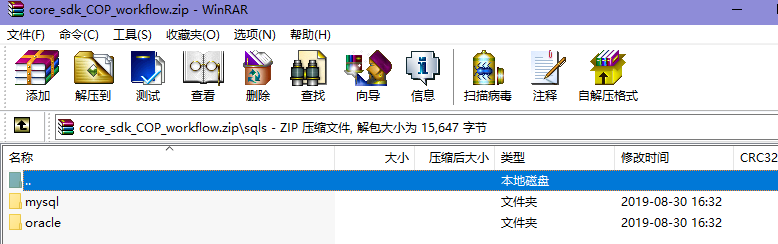 core_sdk_COP_workflow.zip - WinRAR
文件(F) 命令(C) 工具(S) 收藏夹(O) 选项(N) 帮助(H)
添加 解压到 测试 查看 删除 查找 向导 信息 扫描病毒 注释 自解压格式
core_sdk_COP_workflow.zip\sqls - ZIP 压缩文件, 解包大小为 15,647 字节
名称 大小 压缩后大小 类型 修改时间 CRC32
.. 本地磁盘
mysql 文件夹 2019-08-30 16:32
oracle 文件夹 2019-08-30 16:32